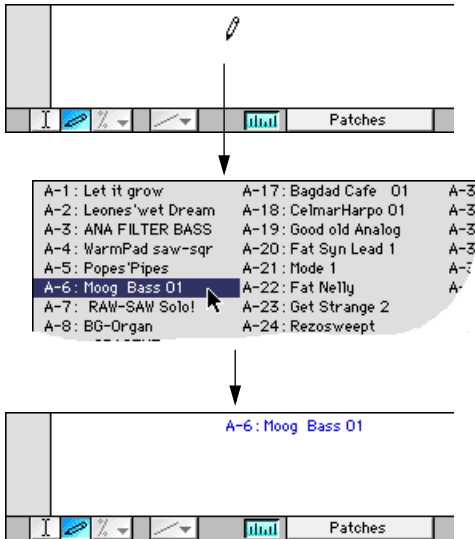 Patches
A-1: Let it grow
A-2: Leones'wet Dream
A-3: ANA FILTER BASS
A-4: WarmPad saw-sqr
A-5: Popes'Pipes
A-6: Moog Bass 01
A-7: RAW-SAW Solo!
A-8: BG-Organ
A-17: Bagdad Cafe 01
A-18: CelmarHarpo 01
A-19: Good old Analog
A-20: Fat Syn Lead 1
A-21: Mode 1
A-22: Fat Nelly
A-23: Get Strange 2
A-24: Rezosweept
A-6: Moog Bass 01
Patches